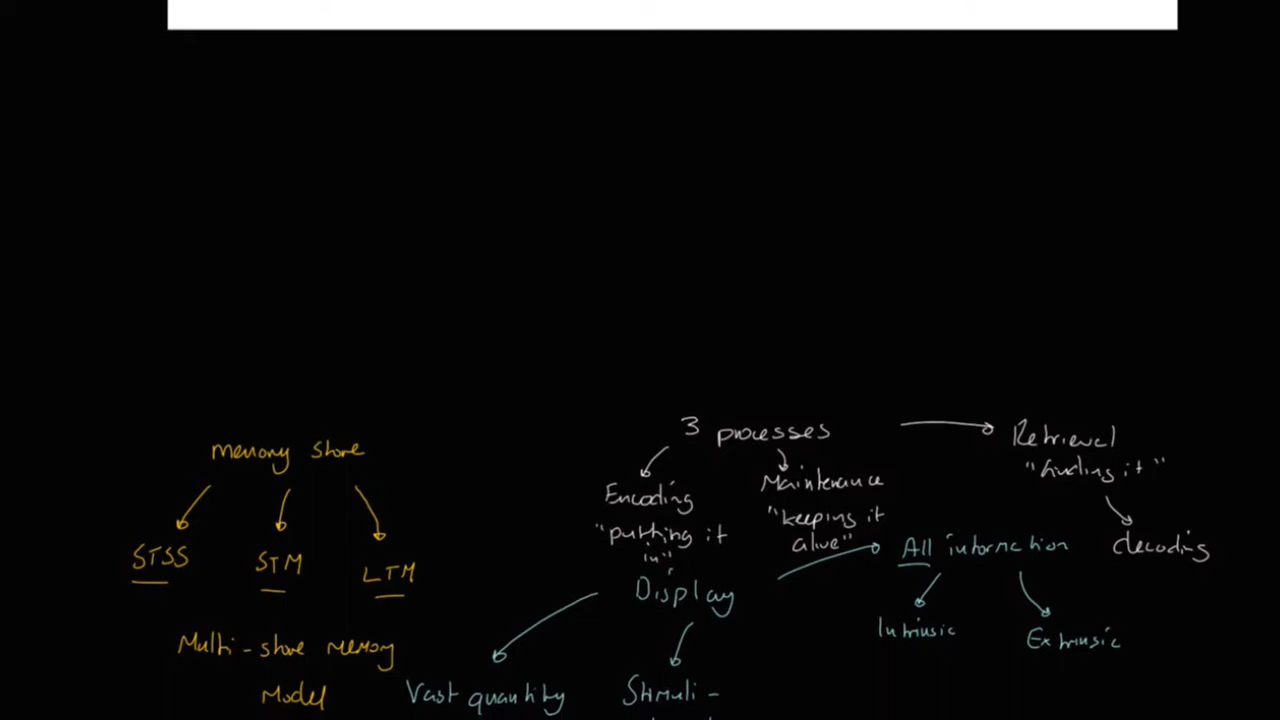 memory store
STSS
STM
LTM
Multi-store memory
Model
3 processes
Encoding
"putting it
in"
Maintenance
"keeping it
alive"
Retrieval
"finding it"
decoding
Display
Vast quantity
Stimuli -
All information
Intrinsic
Extrinsic